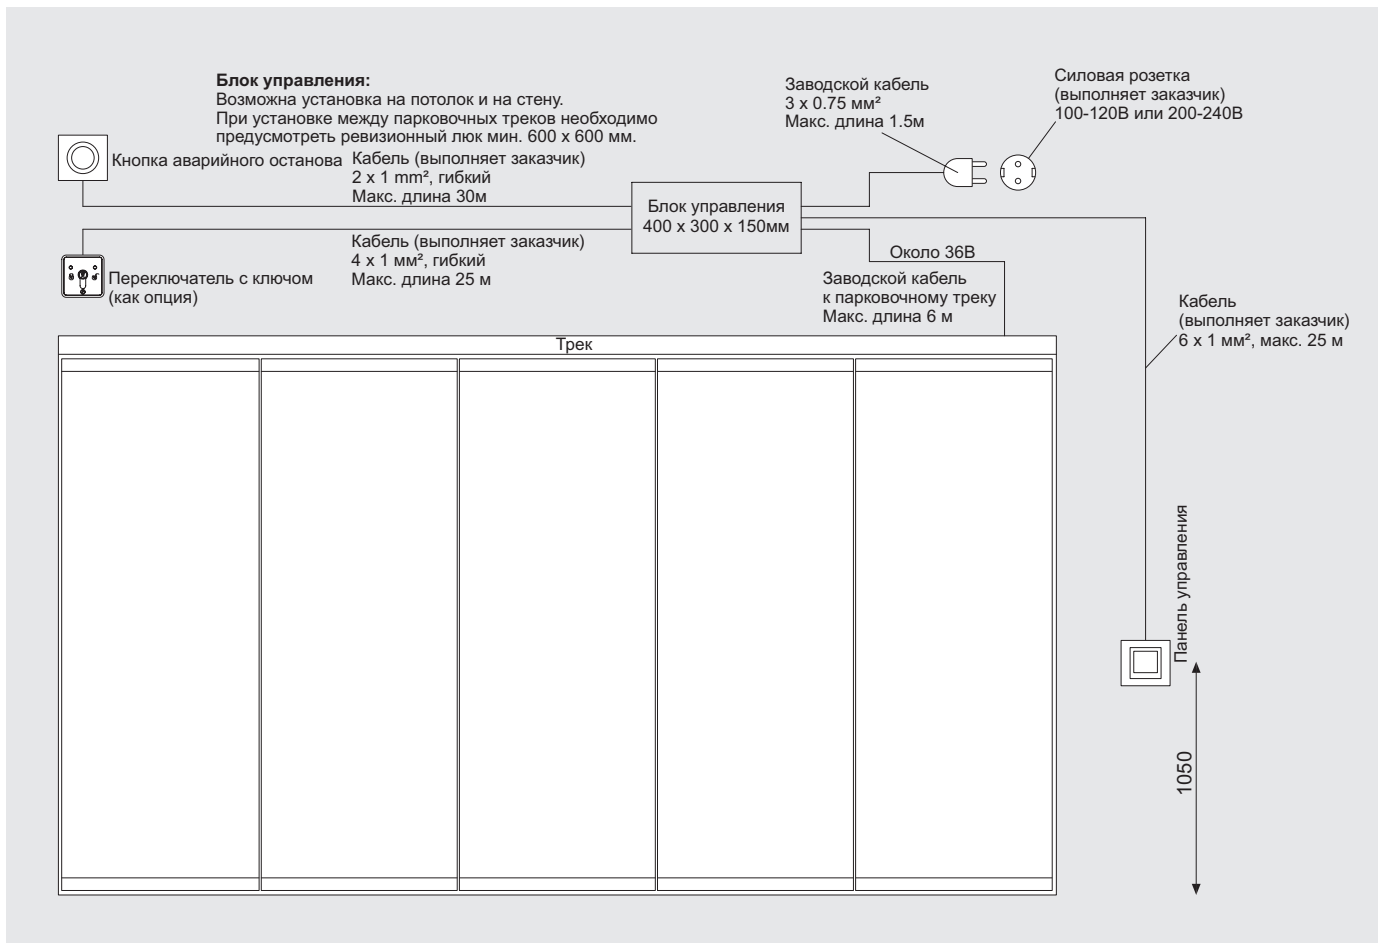 Блок управления:
Возможна установка на потолок и на стену.
При установке между парковочных треков необходимо
предусмотреть ревизионный люк мин. 600 x 600 мм.
Заводской кабель
3 x 0.75 мм²
Макс. длина 1.5м
Силовая розетка
(выполняет заказчик)
100-120В или 200-240В
Кнопка аварийного останова
Кабель (выполняет заказчик)
2 x 1 mm², гибкий
Макс. длина 30м
Блок управления
400 x 300 x 150мм
Кабель (выполняет заказчик)
4 x 1 мм², гибкий
Макс. длина 25 м
Переключатель с ключом
(как опция)
Около 36В
Заводской кабель
к парковочному треку
Макс. длина 6 м
Кабель
(выполняет заказчик)
6 x 1 мм², макс. 25 м
Трек
Панель управления
1050